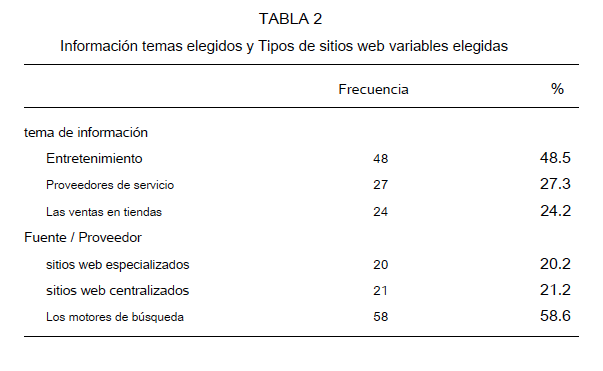 TABLA 2
Información temas elegidos y Tipos de sitios web variables elegidas
Frecuencia %
tema de información
Entretenimiento 48 48.5
Proveedores de servicio 27 27.3
Las ventas en tiendas 24 24.2
Fuente / Proveedor
sitios web especializados 20 20.2
sitios web centralizados 21 21.2
Los motores de búsqueda 58 58.6